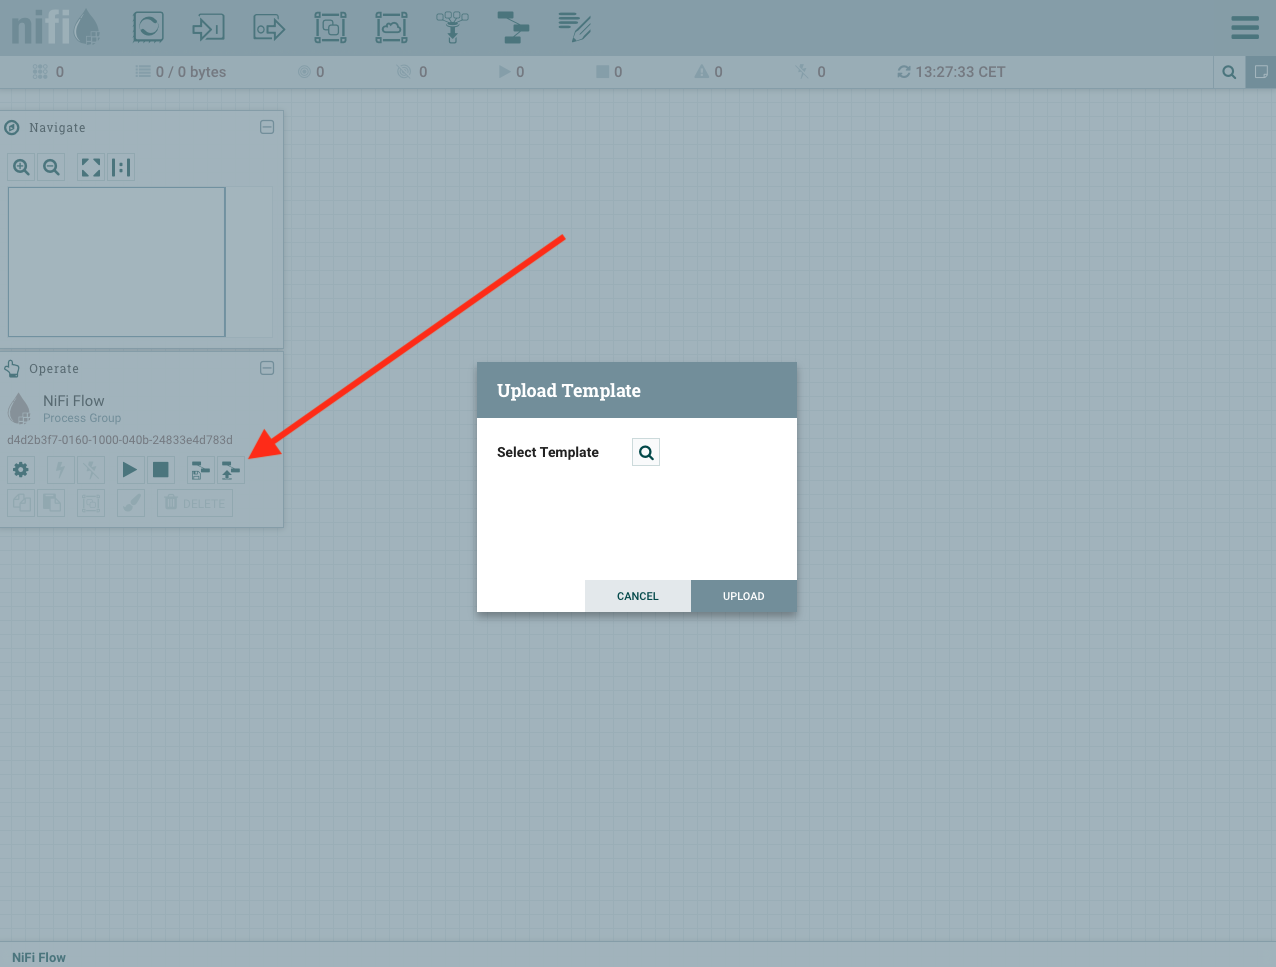 nifi
0
0 / 0 bytes
0
0
0
0
0
0
13:27:33 CET
Navigate
Operate
NiFi Flow
Process Group
d4d2b3f7-0160-1000-040b-24833e4d783d
DELETE
Upload Template
Select Template
CANCEL
UPLOAD
NiFi Flow